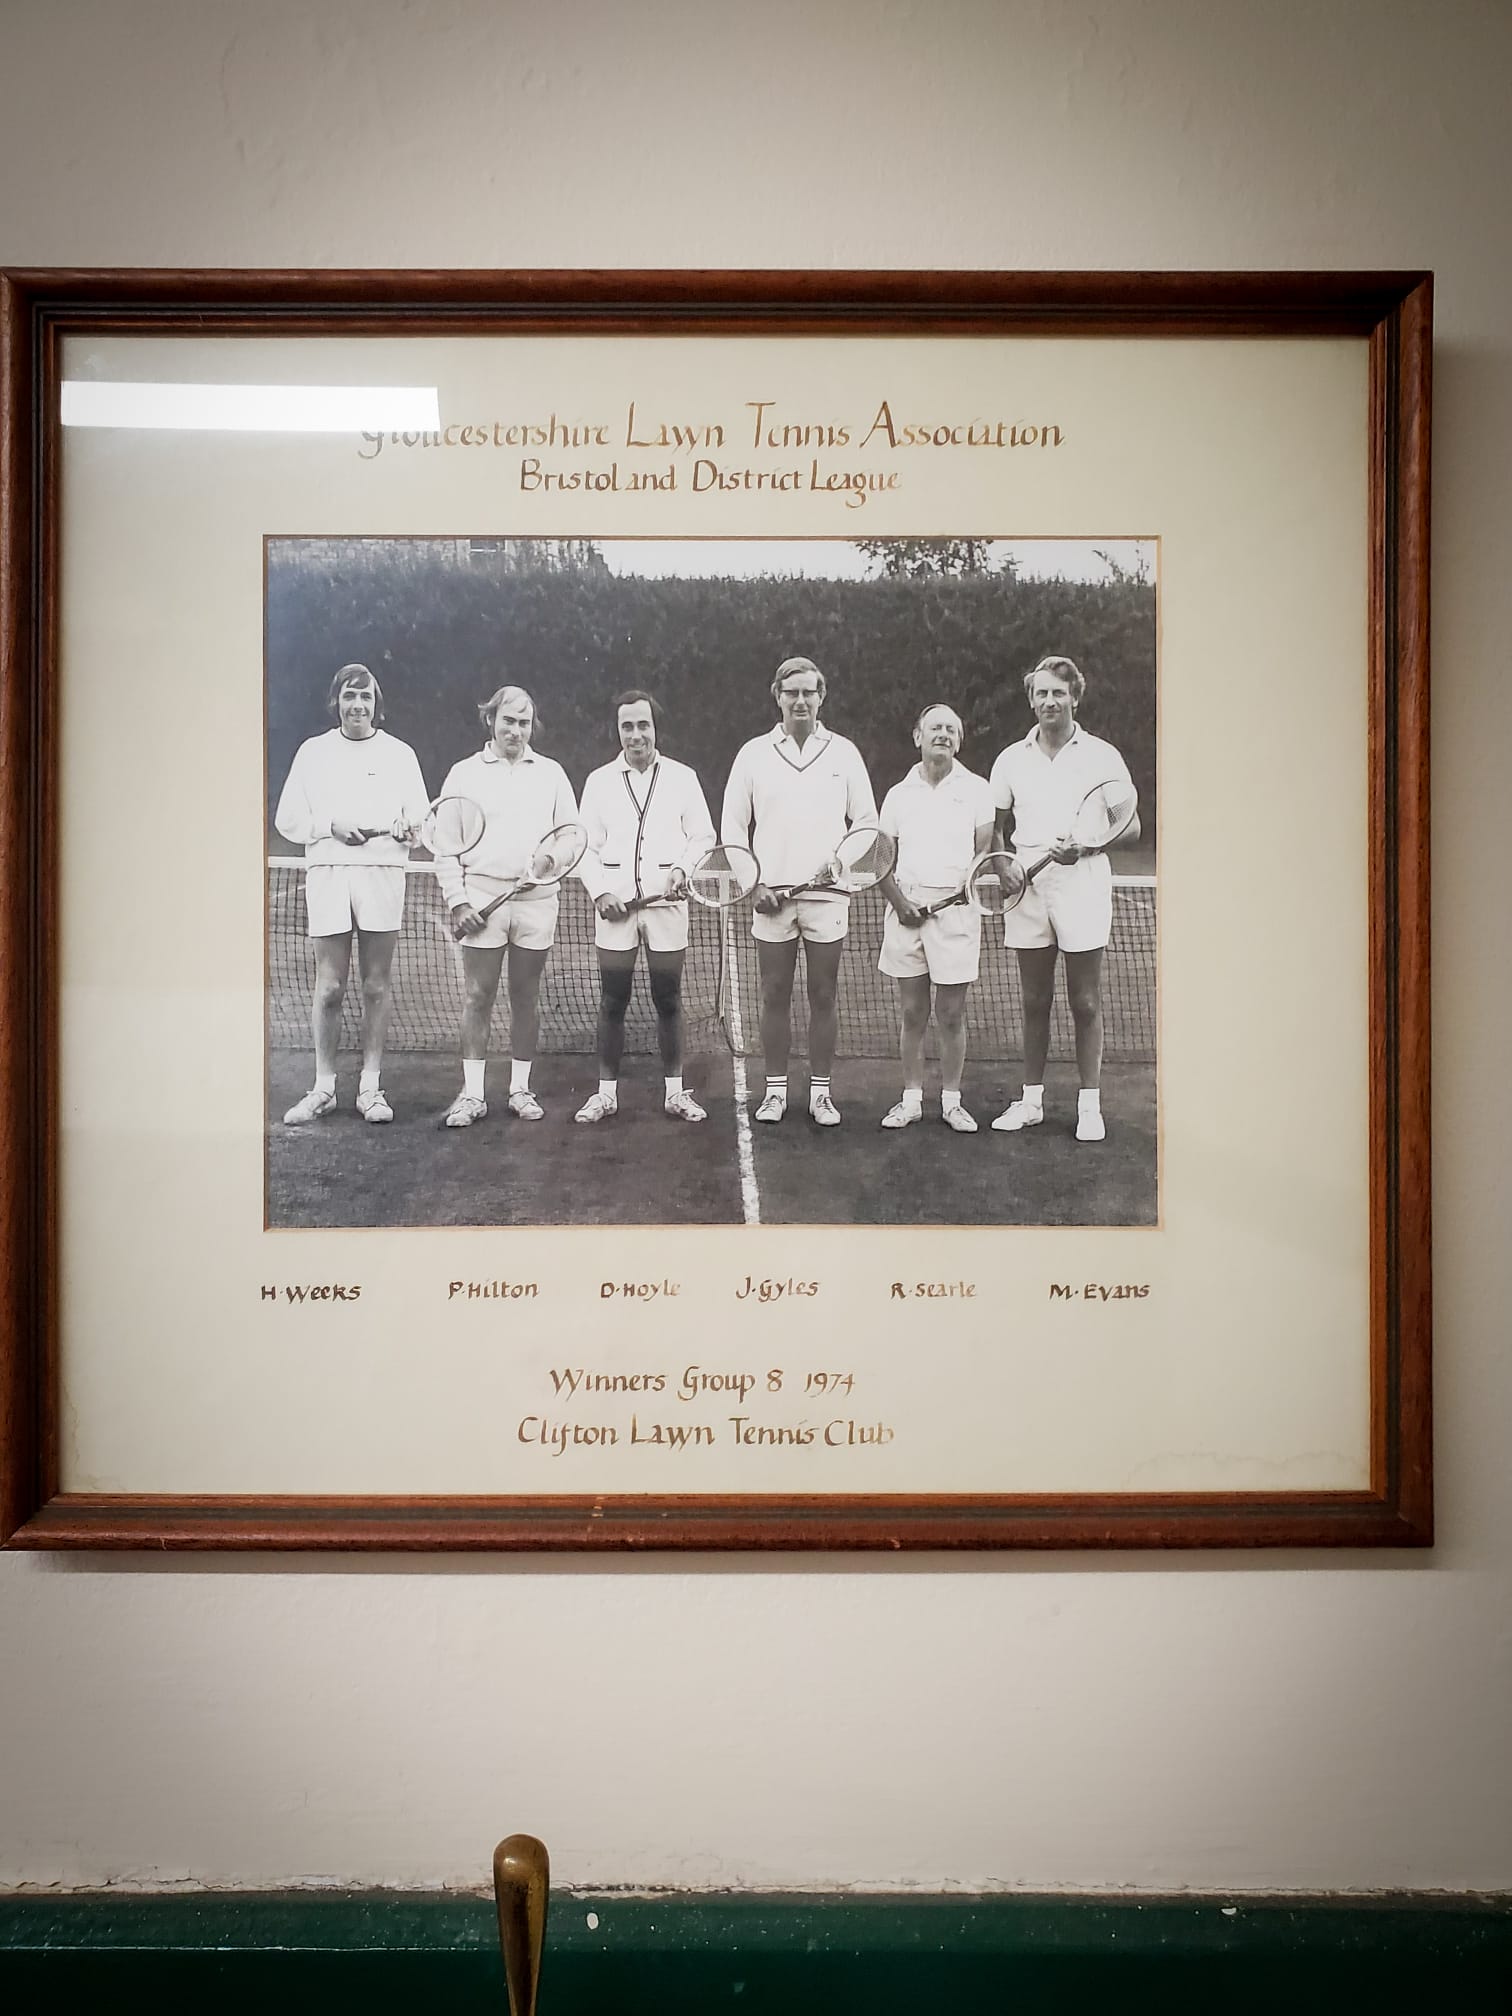 Gloucestershire Lawn Tennis Association
Bristol and District League
H. Weeks P. Hilton D. Hoyle J. Gyles R. Searle M. Evans
Winners Group 8 1974
Clifton Lawn Tennis Club